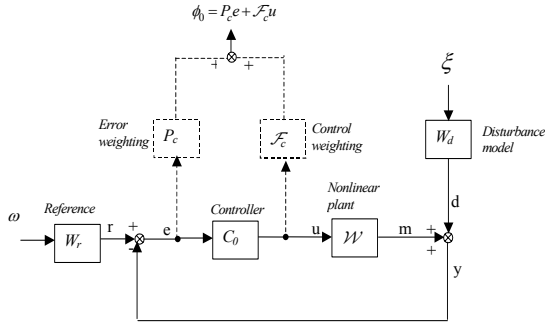 ϕ₀ = P_c e + ℱ_c u
+ +
ξ
Error weighting
P_c
ℱ_c
Control weighting
W_d
Disturbance model
ω
Reference
Controller
Nonlinear plant
d
W_r
r
+
-
e
C₀
u
𝒲
m
+
+
y